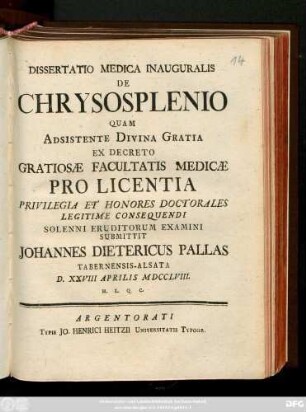 14
DISSERTATIO MEDICA INAUGURALIS
DE
CHRYSOSPLENIO
QUAM
ADSISTENTE DIVINA GRATIA
EX DECRETO
GRATIOSÆ FACULTATIS MEDICÆ
PRO LICENTIA
PRIVILEGIA ET HONORES DOCTORALES
LEGITIME CONSEQUENDI
SOLENNI ERUDITORUM EXAMINI
SUBMITTIT
JOHANNES DIETERICUS PALLAS
TABERNENSIS-ALSATA
D. XXVIII APRILIS MDCCLVIII.
H. L. Q. C.
ARGENTORATI
TYPIS JO. HENRICI HEITZII UNIVERSITATIS TYPOGR.
DFG